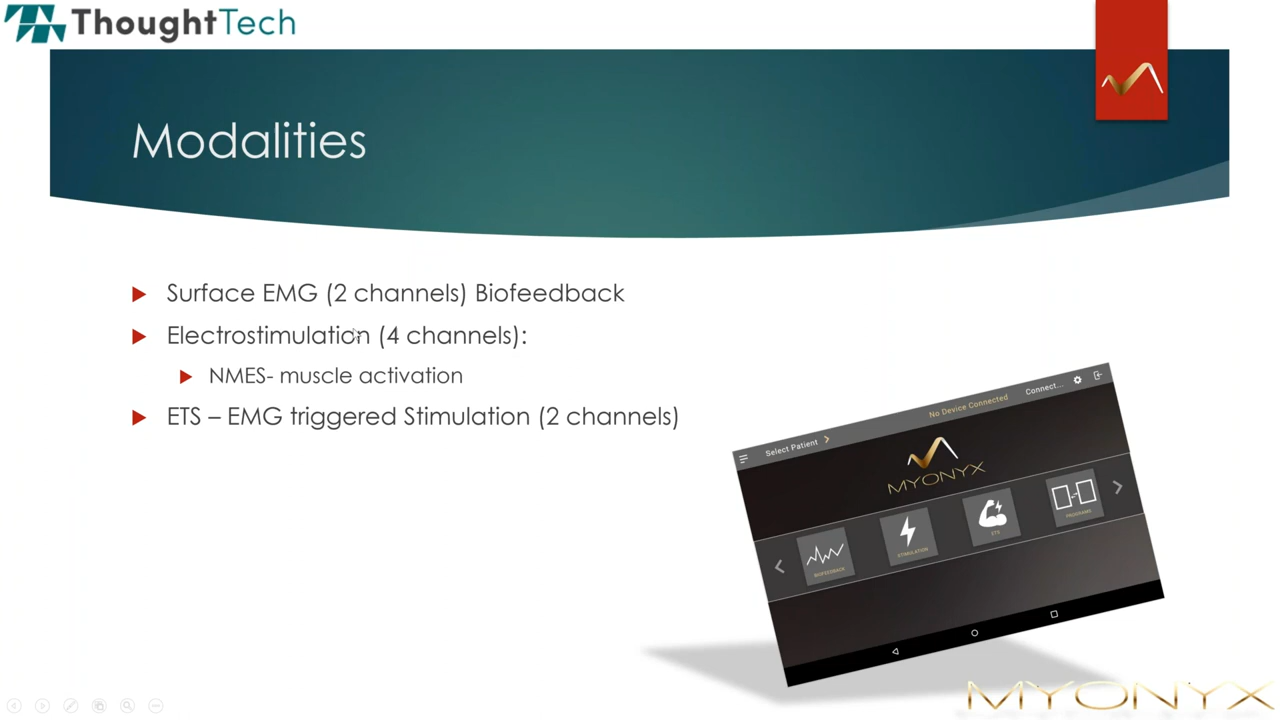 ThoughtTech
Modalities
Surface EMG (2 channels) Biofeedback
Electrostimulation (4 channels):
NMES- muscle activation
ETS – EMG triggered Stimulation (2 channels)
Select Patient
No Device Connected
Connect...
MYONYX
BIOFEEDBACK
STIMULATION
ETS
PROGRAMS
MYONYX